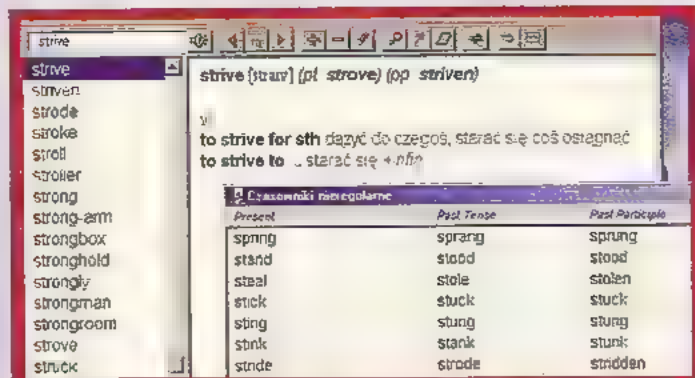 strive
strive
striven
strode
stroke
stroll
stroller
strong
strong-arm
strongbox
stronghold
strongly
strongman
strongroom
strove
struck
strive (pt strove) (pp striven)
vi
to strive for sth dążyć do czegoś, starać się coś osiągnąć
to strive to ... starać się +infin
Czasowniki nieregularne
Present Past Tense Past Participle
spring sprang sprung
stand stood stood
steal stole stolen
stick stuck stuck
sting stung stung
stink stank stunk
stride strode stridden